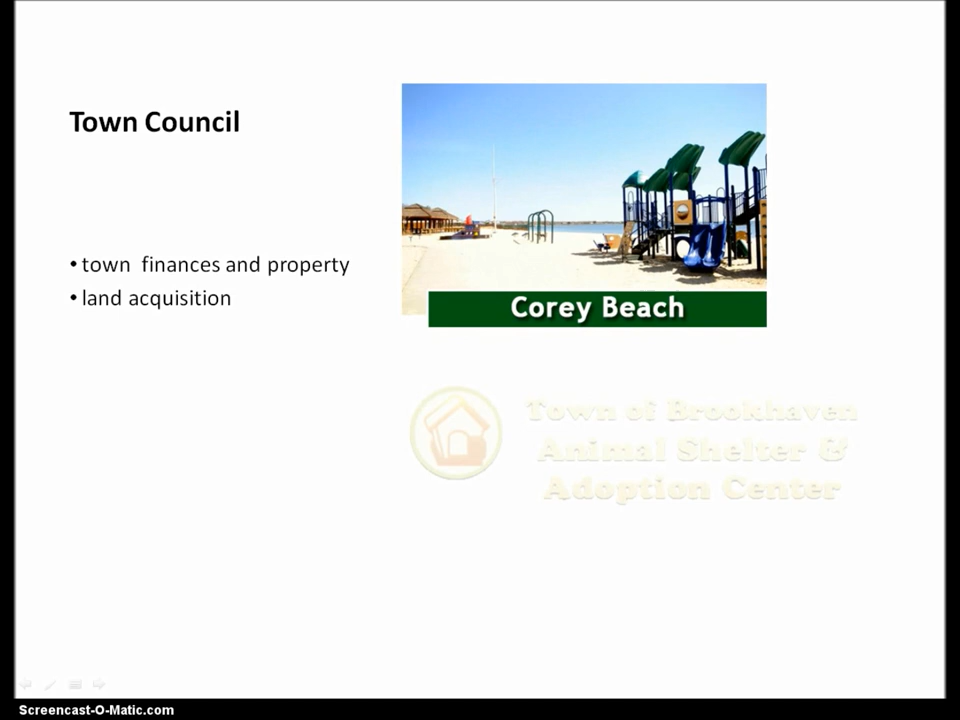 Town Council
• town  finances and property
• land acquisition
Corey Beach
Town of Brookhaven
Animal Shelter &
Adoption Center
Screencast-O-Matic.com